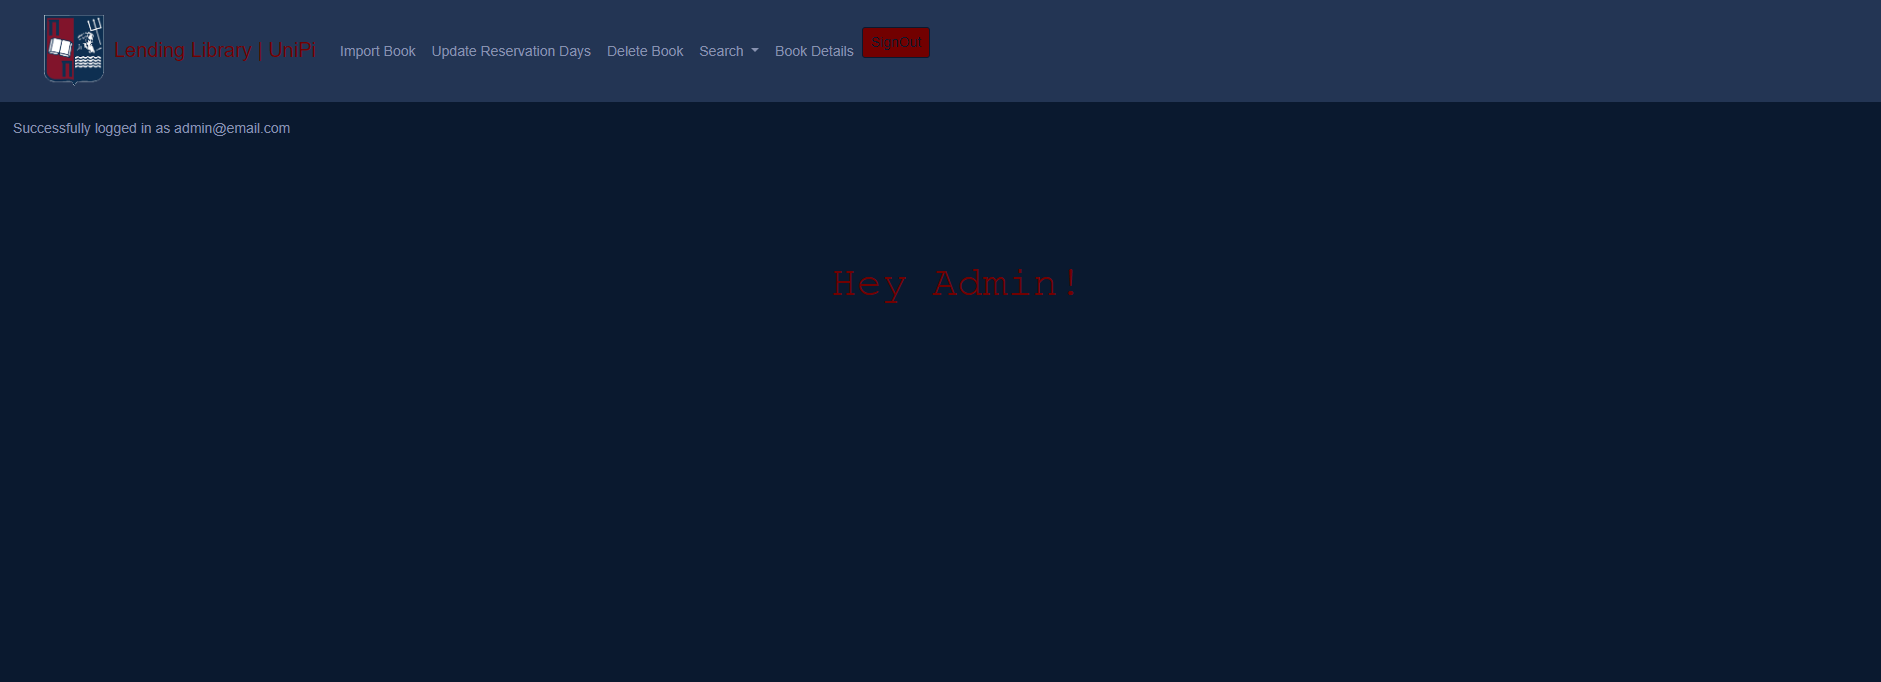 Lending Library | UniPi Import Book Update Reservation Days Delete Book Search Book Details SignOut
Successfully logged in as admin@email.com
Hey Admin!